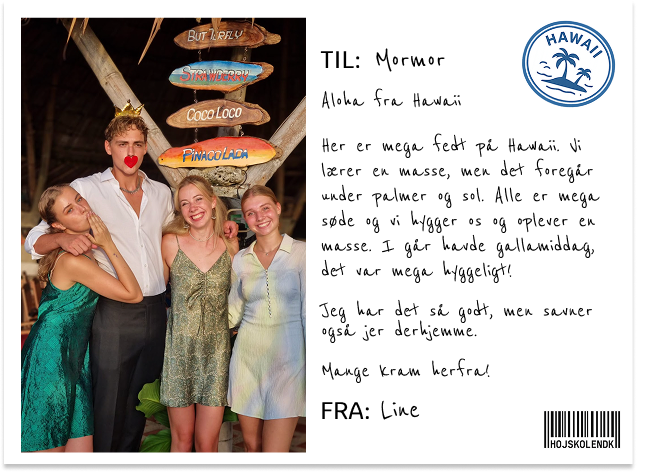 BUTTERFLY
STRAWBERRY
COCO LOCO
PINACOLADA
HAWAII
TIL: Mormor
Aloha fra Hawaii
Her er mega fedt på Hawaii. Vi
lærer en masse, men det foregår
under palmer og sol. Alle er mega
søde og vi hygger os og oplever en
masse. I går havde gallamiddag,
det var mega hyggeligt!
Jeg har det så godt, men savner
også jer derhjemme.
Mange kram herfra!
FRA: Line
HOJSKOLENDK